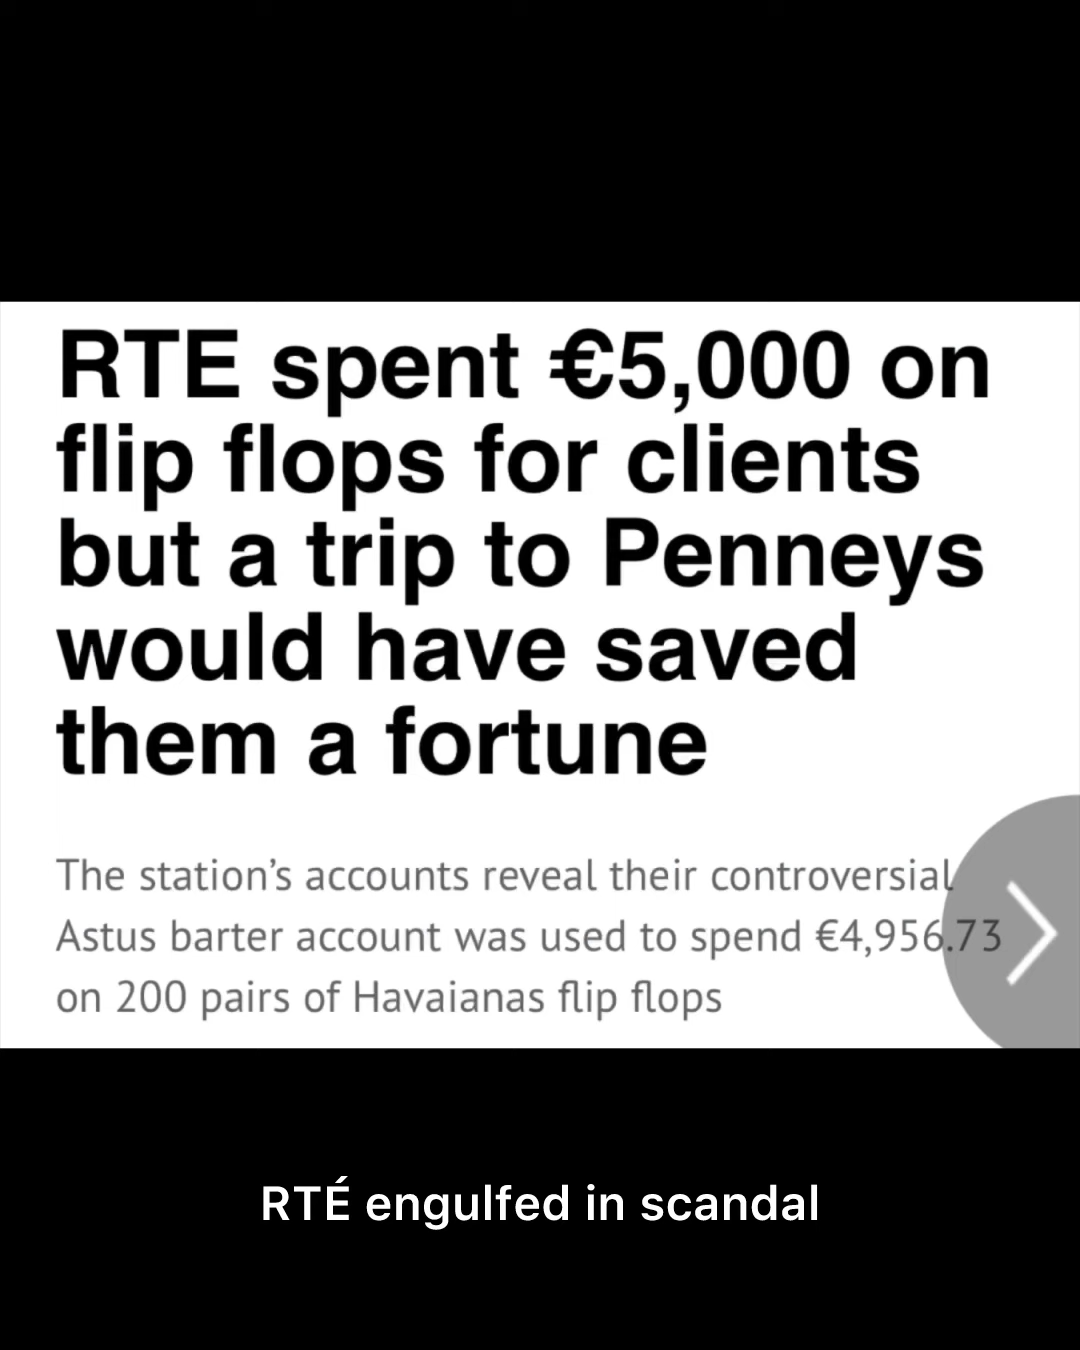 RTE spent €5,000 on
flip flops for clients
but a trip to Penneys
would have saved
them a fortune
The station’s accounts reveal their controversial
Astus barter account was used to spend €4,956.73
on 200 pairs of Havaianas flip flops
RTÉ engulfed in scandal